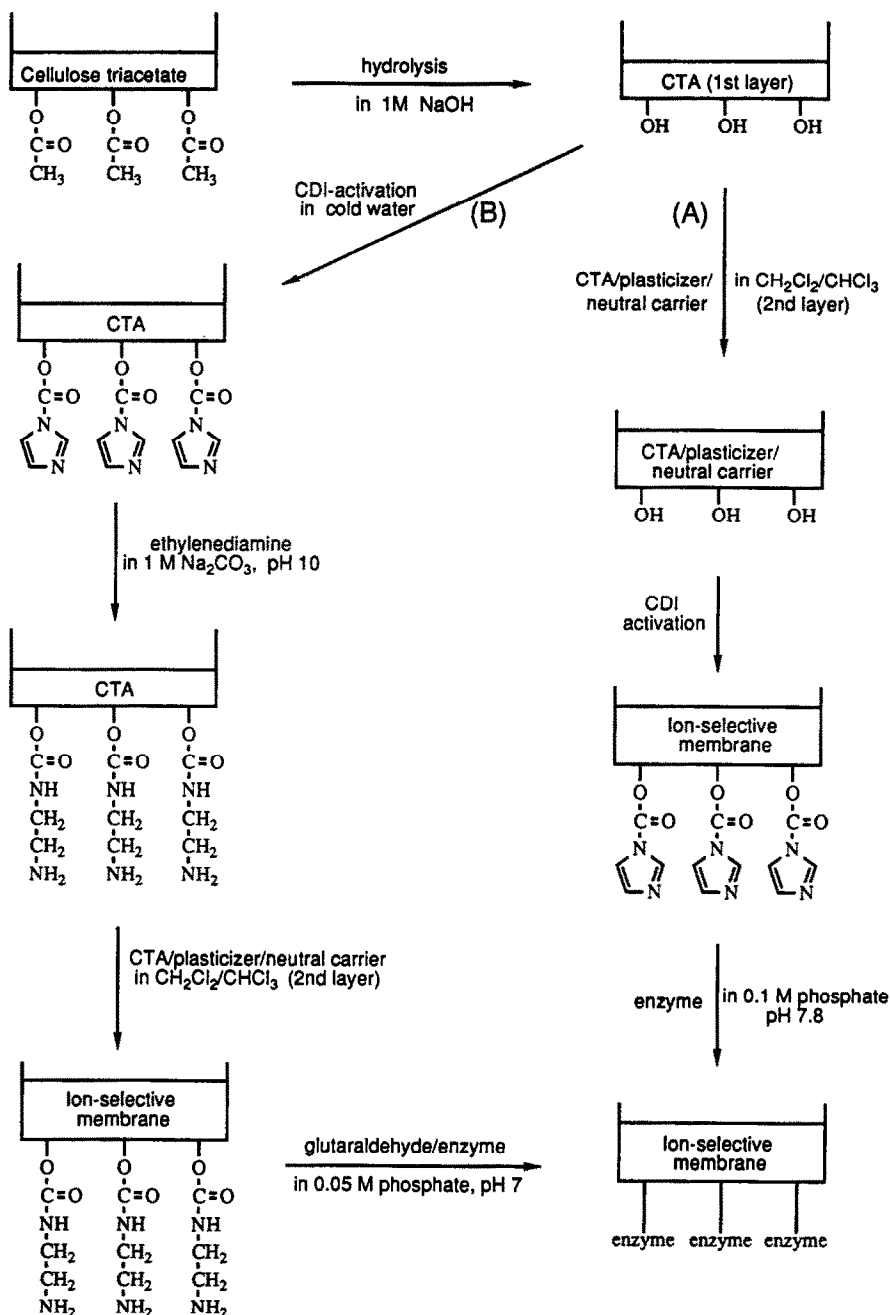 Cellulose triacetate
O O O
C=O C=O C=O
CH3 CH3 CH3
hydrolysis
in 1M NaOH
CTA (1st layer)
OH OH OH
CDI-activation
in cold water
(B)
(A)
CTA/plasticizer/
neutral carrier
in CH2Cl2/CHCl3
(2nd layer)
CTA
O O O
C=O C=O C=O
N N N
N N N
CTA/plasticizer/
neutral carrier
OH OH OH
ethylenediamine
in 1 M Na2CO3, pH 10
CDI
activation
CTA
O O O
C=O C=O C=O
NH NH NH
CH2 CH2 CH2
CH2 CH2 CH2
NH2 NH2 NH2
Ion-selective
membrane
O O O
C=O C=O C=O
N N N
N N N
CTA/plasticizer/neutral carrier
in CH2Cl2/CHCl3 (2nd layer)
enzyme
in 0.1 M phosphate
pH 7.8
Ion-selective
membrane
O O O
C=O C=O C=O
NH NH NH
CH2 CH2 CH2
CH2 CH2 CH2
NH2 NH2 NH2
glutaraldehyde/enzyme
in 0.05 M phosphate, pH 7
Ion-selective
membrane
enzyme enzyme enzyme